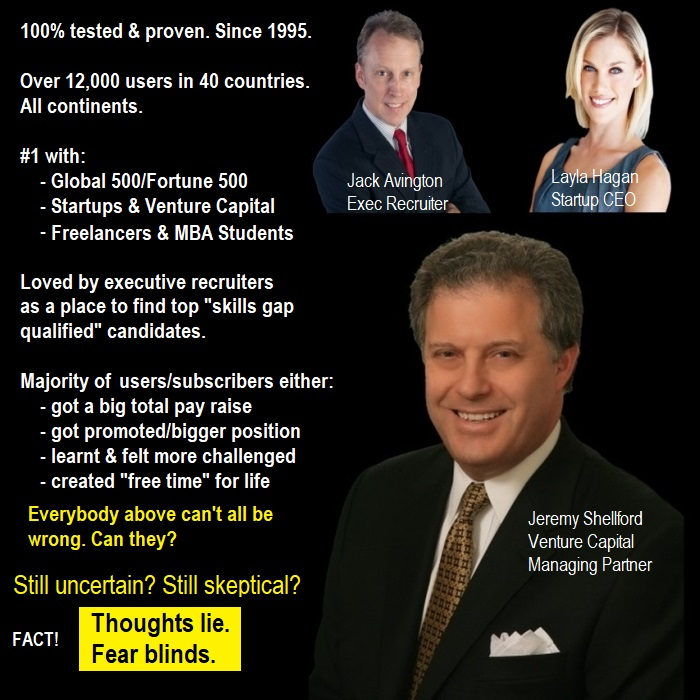 100% tested & proven. Since 1995.
Over 12,000 users in 40 countries.
All continents.
#1 with:
- Global 500/Fortune 500
- Startups & Venture Capital
- Freelancers & MBA Students
Loved by executive recruiters
as a place to find top "skills gap
qualified" candidates.
Majority of users/subscribers either:
- got a big total pay raise
- got promoted/bigger position
- learnt & felt more challenged
- created "free time" for life
Everybody above can't all be
wrong. Can they?
Still uncertain? Still skeptical?
FACT!
Thoughts lie.
Fear blinds.
Jack Avington
Exec Recruiter
Layla Hagan
Startup CEO
Jeremy Shellford
Venture Capital
Managing Partner